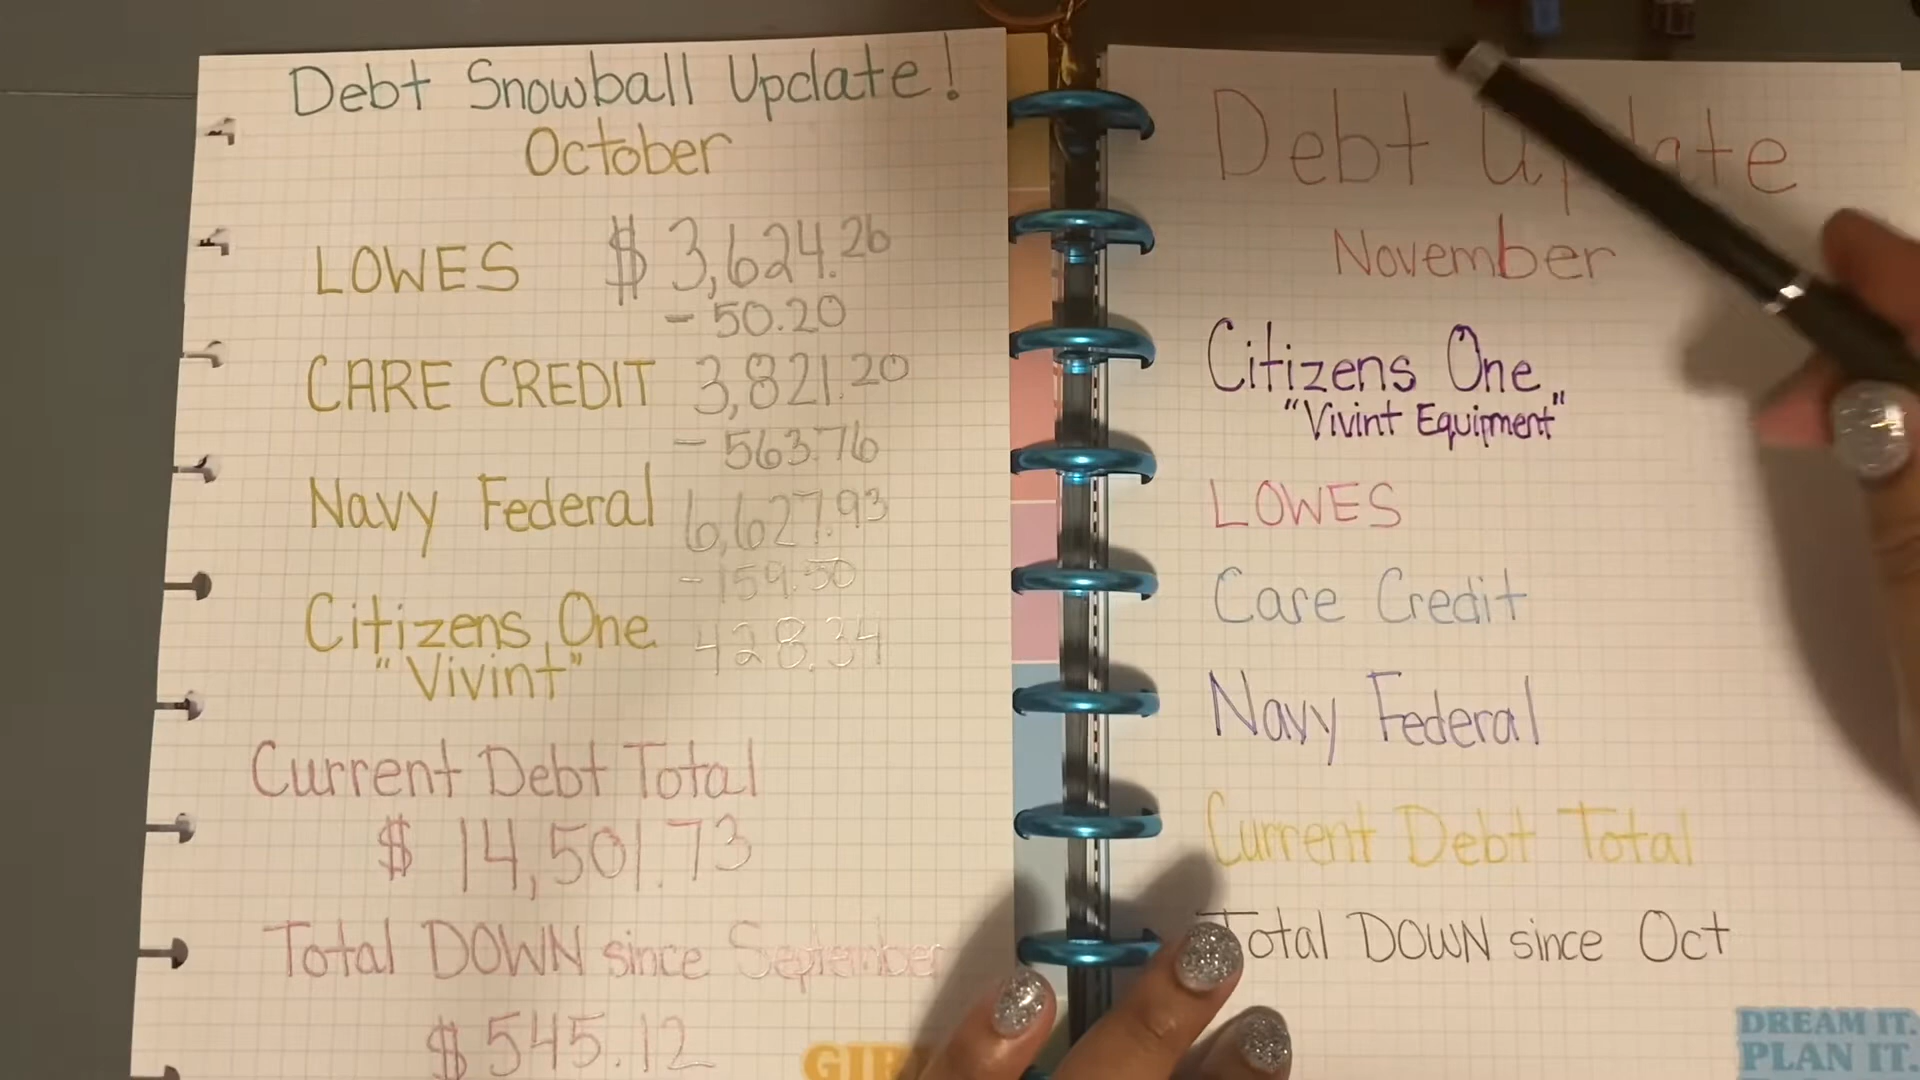 Debt Snowball Update!
October
LOWES $ 3,624.26
- 50.20
CARE CREDIT 3,821.20
- 563.76
Navy Federal 6,627.93
- 159.50
Citizens One 428.34
"Vivint"
Current Debt Total
$ 14,501.73
Total DOWN since September
$ 545.12
Debt Update
November
Citizens One
"Vivint Equipment"
LOWES
Care Credit
Navy Federal
Current Debt Total
Total DOWN since Oct
DREAM IT.
PLAN IT.